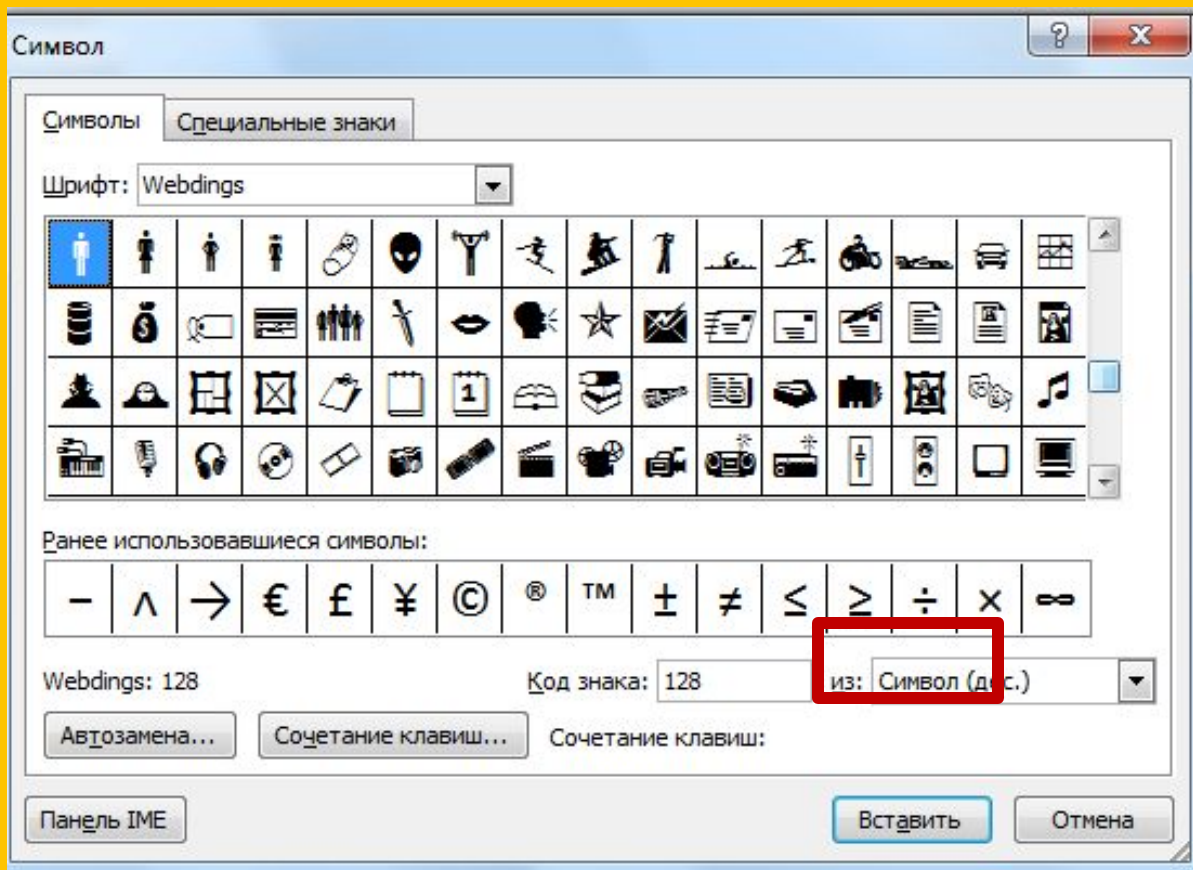 Символ
Символы Специальные знаки
Шрифт: Webdings
Ранее использовавшиеся символы:
− ∧ → € £ ¥ © ® ™ ± ≠ ≤ ≥ ÷ × ∞
Webdings: 128 Код знака: 128 из: Символ (дес.)
Автозамена... Сочетание клавиш... Сочетание клавиш:
Панель IME Вставить Отмена